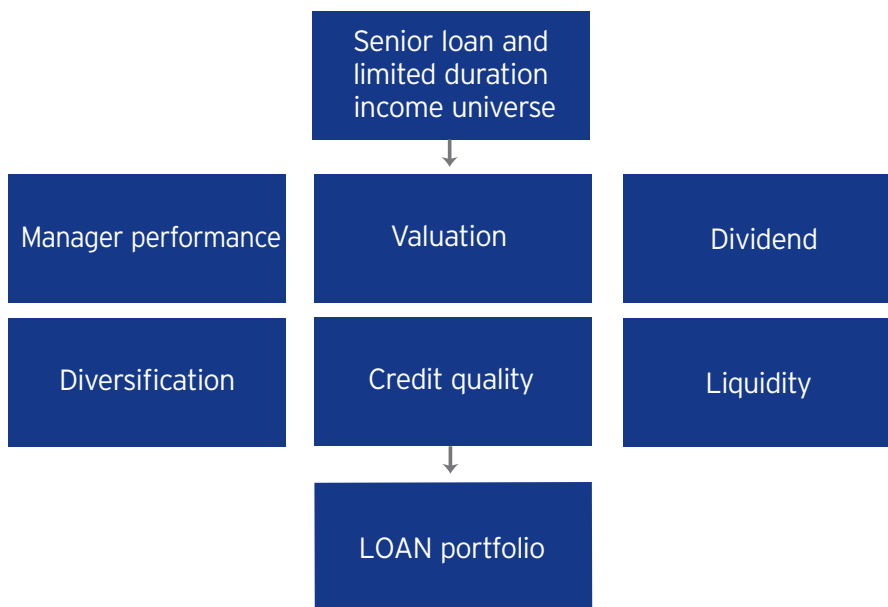 Senior loan and
limited duration
income universe
Manager performance
Valuation
Dividend
Diversification
Credit quality
Liquidity
LOAN portfolio